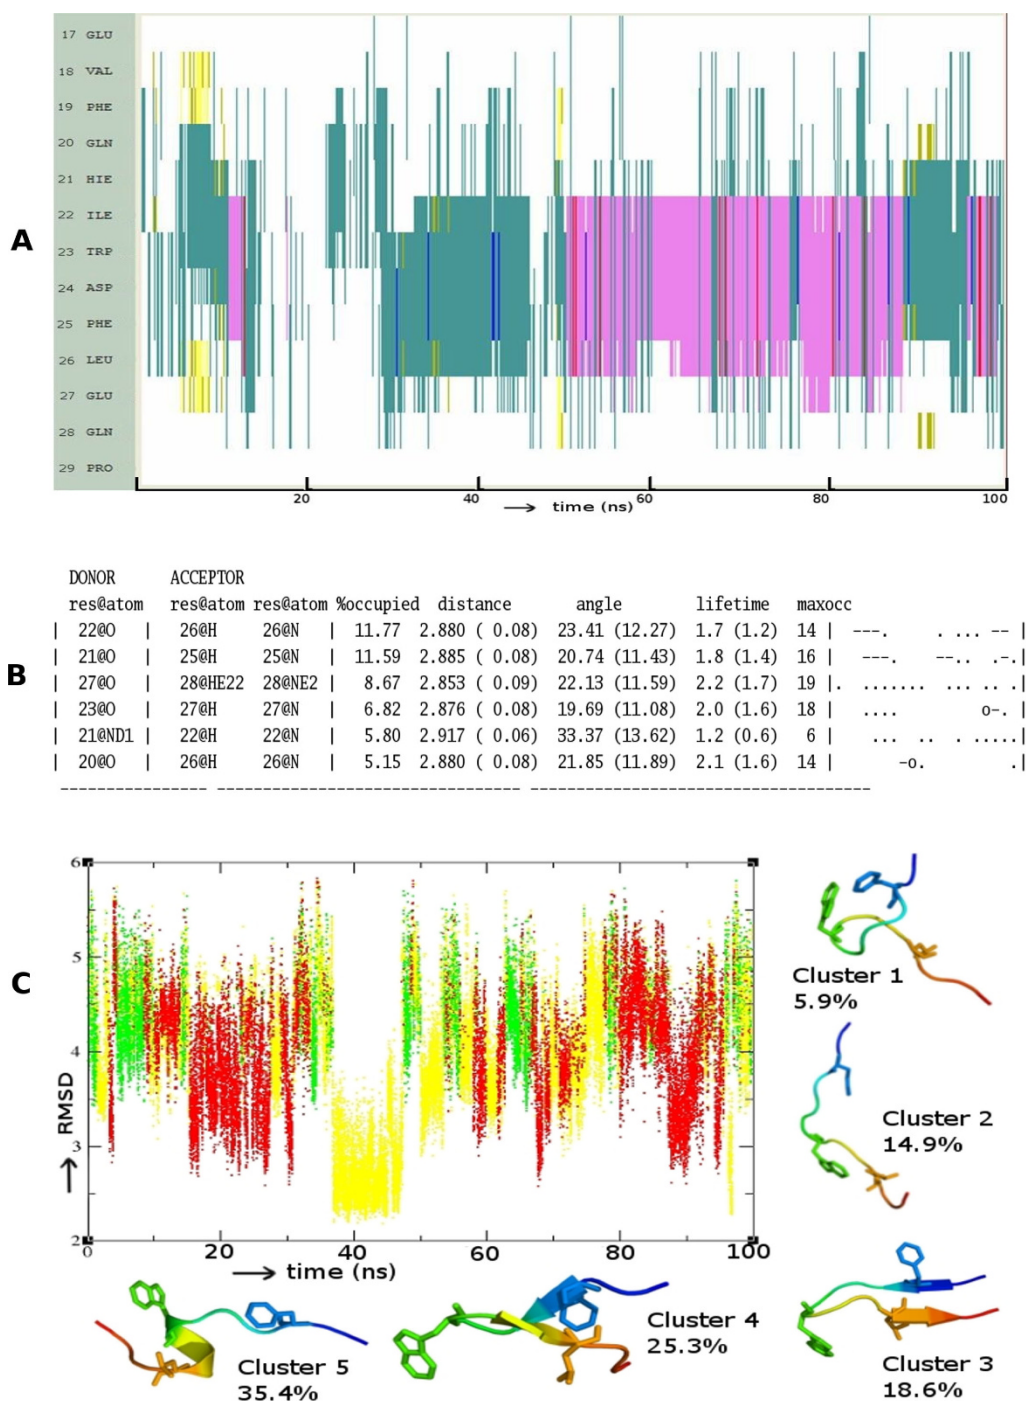 A
17 GLU
18 VAL
19 PHE
20 GLN
21 HIE
22 ILE
23 TRP
24 ASP
25 PHE
26 LEU
27 GLU
28 GLN
29 PRO
20 40 60 80 100
→ time (ns)
B
DONOR ACCEPTOR
res@atom res@atom res@atom %occupied distance angle lifetime maxocc
| 22@O | 26@H 26@N | 11.77 2.880 ( 0.08) 23.41 (12.27) 1.7 (1.2) 14 | ---. . ... -- |
| 21@O | 25@H 25@N | 11.59 2.885 ( 0.08) 20.74 (11.43) 1.8 (1.4) 16 | ---. --.. .-.|
| 27@O | 28@HE22 28@NE2 | 8.67 2.853 ( 0.09) 22.13 (11.59) 2.2 (1.7) 19 |. ....... ... .. .|
| 23@O | 27@H 27@N | 6.82 2.876 ( 0.08) 19.69 (11.08) 2.0 (1.6) 18 | .... o-. |
| 21@ND1 | 22@H 22@N | 5.80 2.917 ( 0.06) 33.37 (13.62) 1.2 (0.6) 6 | ... .. . .....|
| 20@O | 26@H 26@N | 5.15 2.880 ( 0.08) 21.85 (11.89) 2.1 (1.6) 14 | -o. .|
---------------- --------------------------------- -------------------------------------
C
6
5
4
3
2
→ RMSD
0 20 40 60 80 100
→ time (ns)
Cluster 1
5.9%
Cluster 2
14.9%
Cluster 3
18.6%
Cluster 4
25.3%
Cluster 5
35.4%